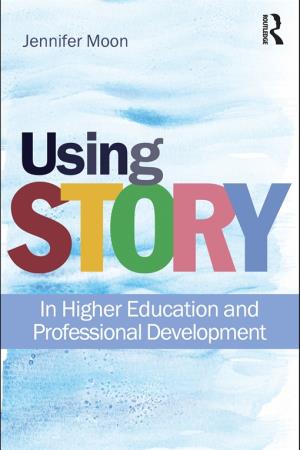 Jennifer Moon
ROUTLEDGE
Using
STORY
In Higher Education and
Professional Development